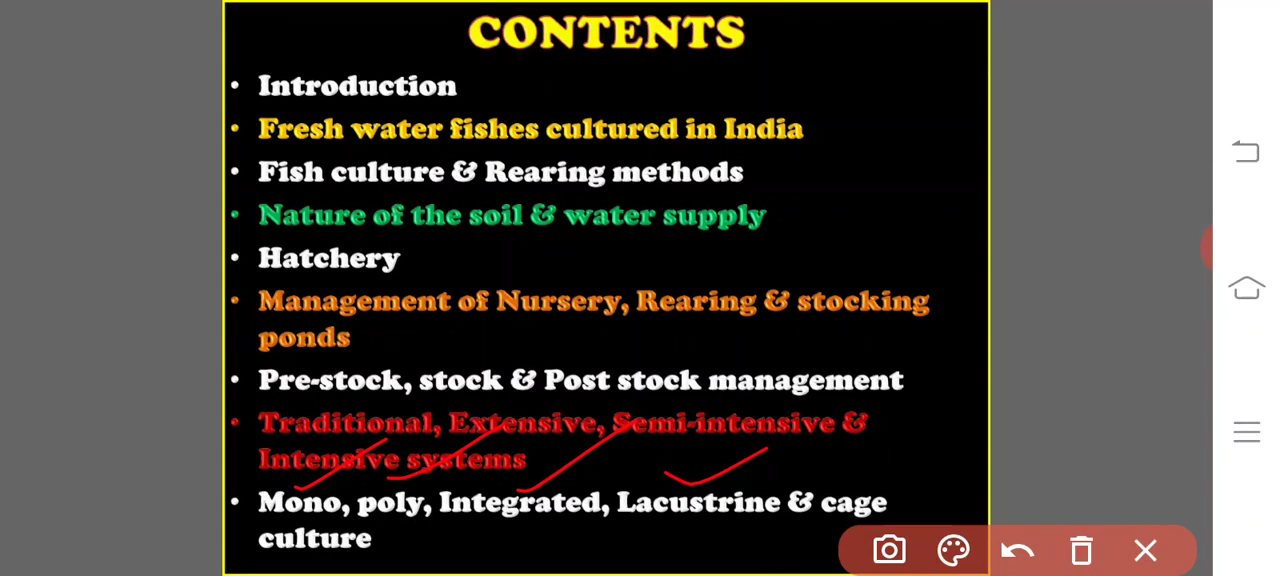 CONTENTS
• Introduction
• Fresh water fishes cultured in India
• Fish culture & Rearing methods
• Nature of the soil & water supply
• Hatchery
• Management of Nursery, Rearing & stocking
ponds
• Pre-stock, stock & Post stock management
• Traditional, Extensive, Semi-intensive &
Intensive systems
• Mono, poly, Integrated, Lacustrine & cage
culture